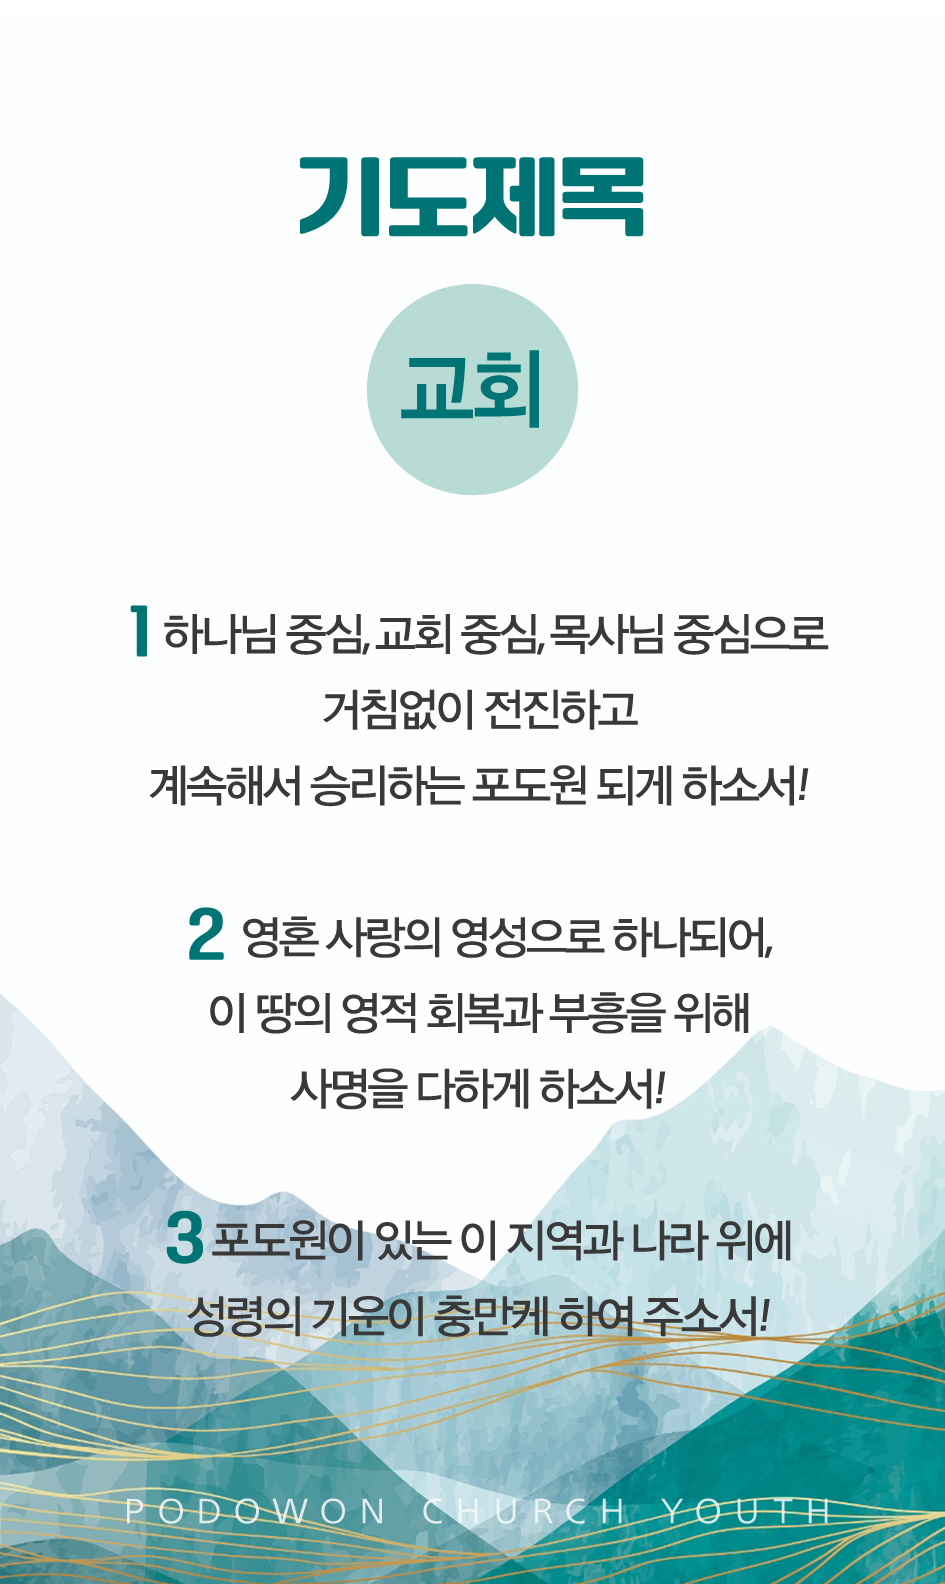 기도제목
교회
1 하나님 중심, 교회 중심, 목사님 중심으로
거침없이 전진하고
계속해서 승리하는 포도원 되게 하소서!
2 영혼 사랑의 영성으로 하나되어,
이 땅의 영적 회복과 부흥을 위해
사명을 다하게 하소서!
3 포도원이 있는 이 지역과 나라 위에
성령의 기운이 충만케 하여 주소서!
PODOWON CHURCH YOUTH